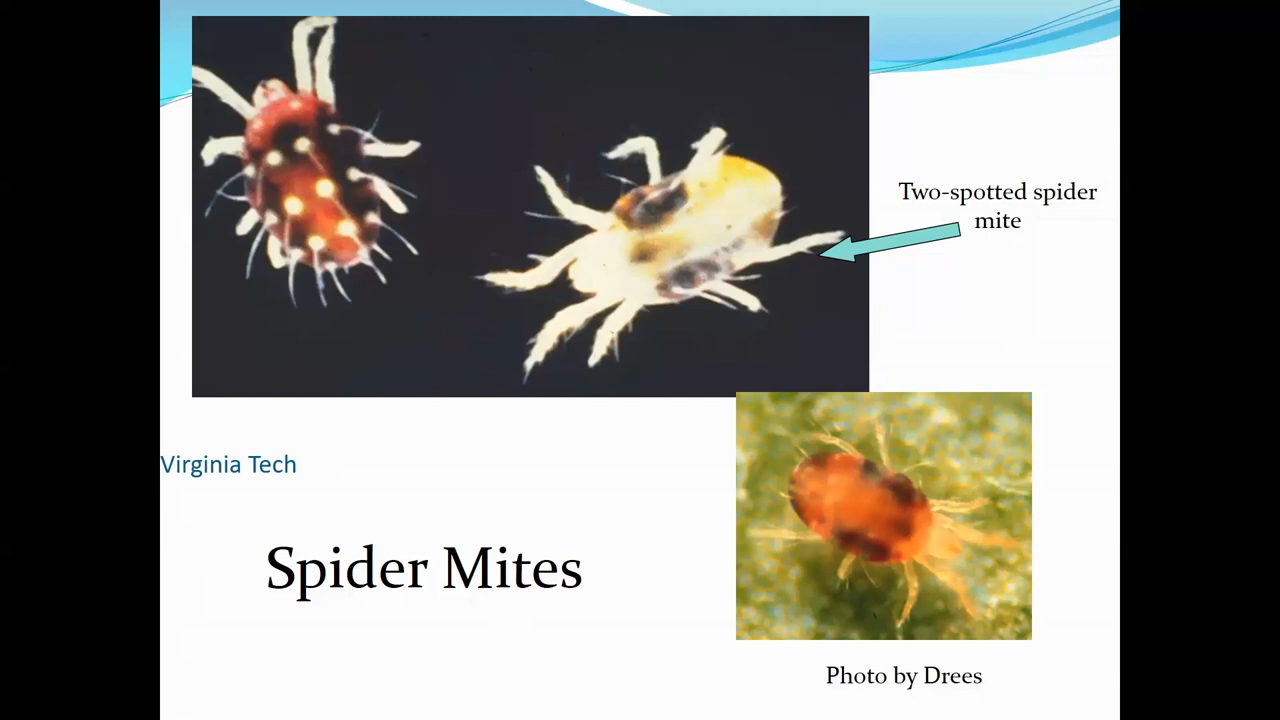 Two-spotted spider
mite
Virginia Tech
Spider Mites
Photo by Drees